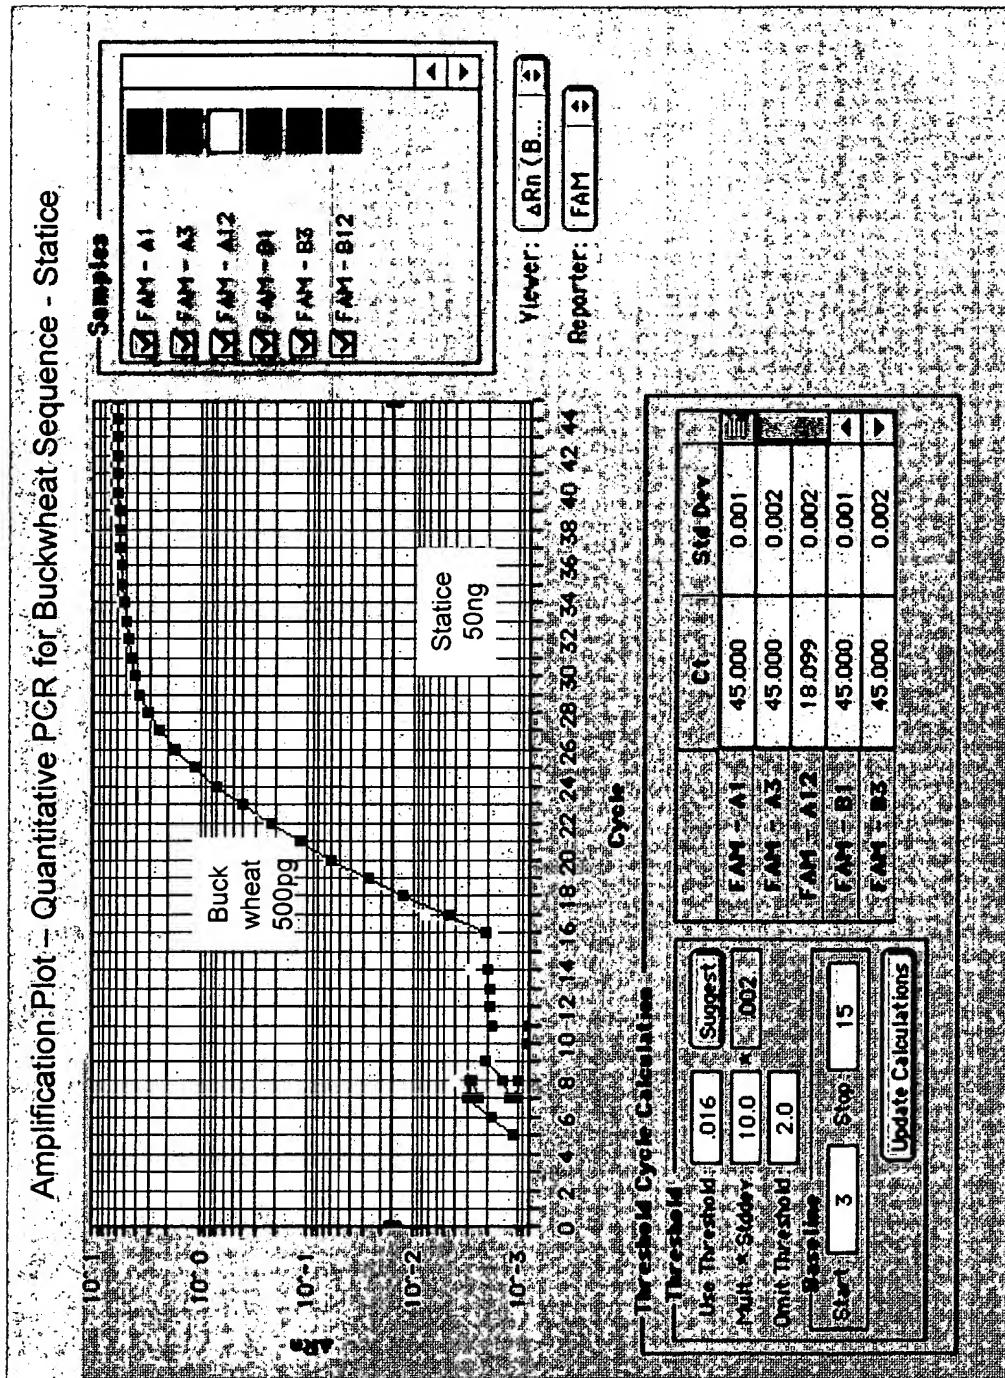 Amplification Plot – Quantitative PCR for Buckwheat Sequence - Statice
10^1
10^0
10^-1
10^-2
10^-3
ΔRn
Buck
wheat
500pg
Statice
50ng
0 2 4 6 8 10 12 14 16 18 20 22 24 26 28 30 32 34 36 38 40 42 44
Cycle
Samples
FAM - A1
FAM - A3
FAM - A12
FAM - B1
FAM - B3
FAM - B12
Viewer: ΔRn (B...
Reporter: FAM
Threshold Cycle Calculation
Threshold
Use Threshold .016 Suggest
Mult. * Stddev 10.0 * .002
Omit Threshold 2.0
Baseline
Start 3 Stop 15
Update Calculations
Ct Std Dev
FAM - A1 45.000 0.001
FAM - A3 45.000 0.002
FAM - A12 18.099 0.002
FAM - B1 45.000 0.001
FAM - B3 45.000 0.002